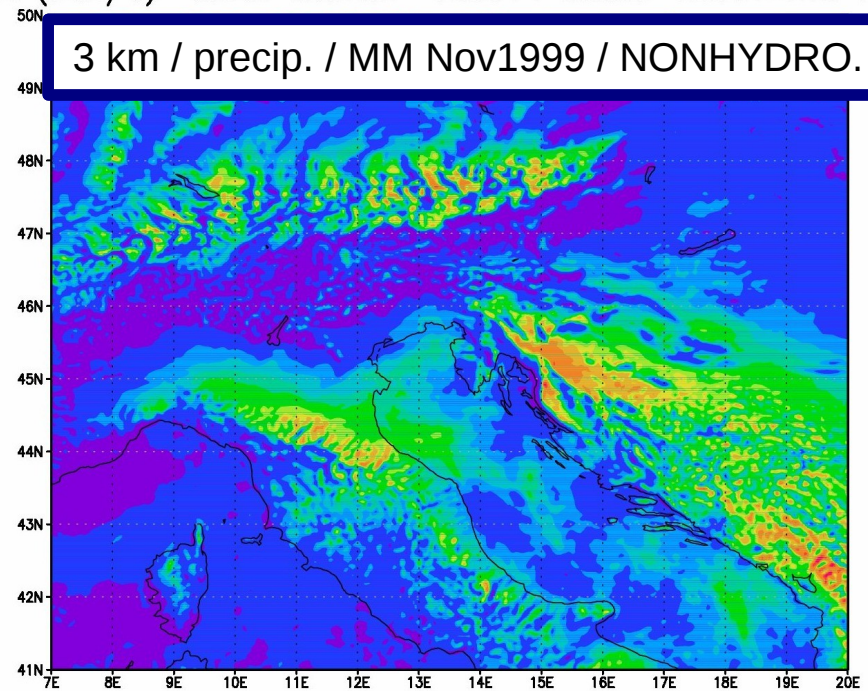 50N
3 km / precip. / MM Nov1999 / NONHYDRO.
49N
48N
47N
46N
45N
44N
43N
42N
41N
7E 8E 9E 10E 11E 12E 13E 14E 15E 16E 17E 18E 19E 20E